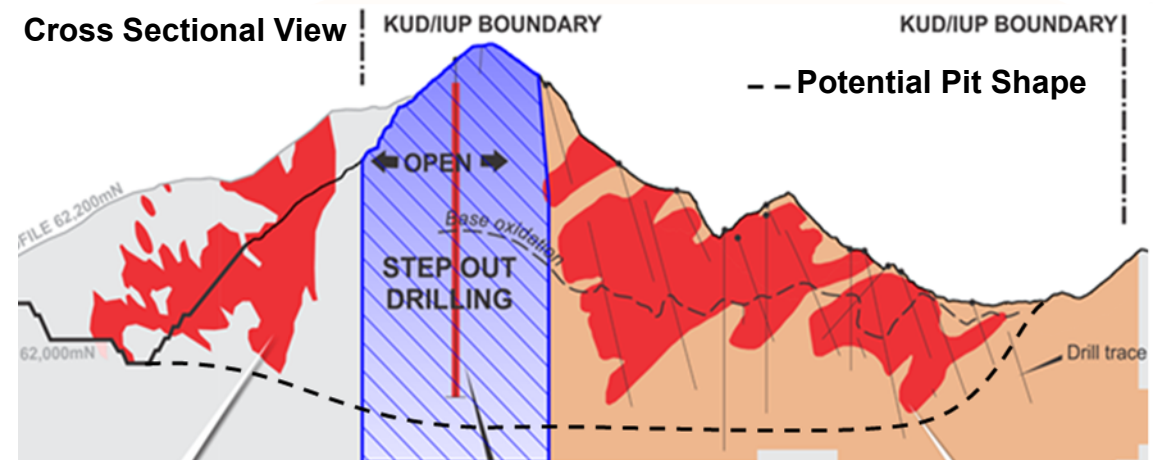 Cross Sectional View
KUD/IUP BOUNDARY
KUD/IUP BOUNDARY
Potential Pit Shape
OPEN
FILE 62,200mN
Base oxidation
STEP OUT
DRILLING
62,000mN
Drill trace